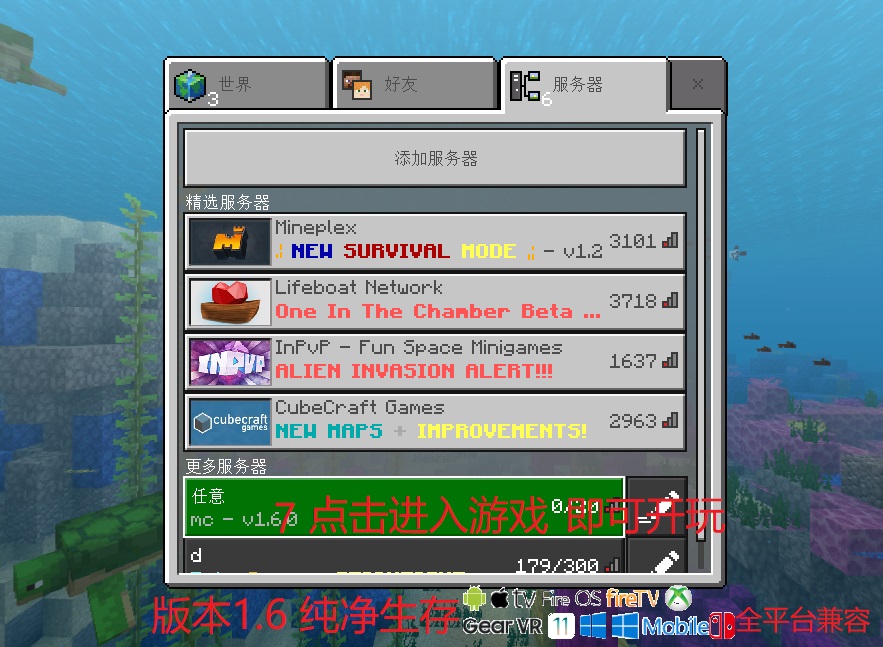 世界
3
好友
服务器
6
添加服务器
精选服务器
Mineplex
NEW SURVIVAL MODE - v1.2
3101
Lifeboat Network
One In The Chamber Beta ...
3718
INPVP
InPvP - Fun Space Minigames
ALIEN INVASION ALERT!!!
1637
cubecraft games
CubeCraft Games
NEW MAPS + IMPROVEMENTS!
2963
更多服务器
任意
mc - v1.6.0
7 点击进入游戏 即可开玩
d
179/300
版本1.6 纯净生存
tv Fire OS fireTV
GearVR 11 Mobile
全平台兼容